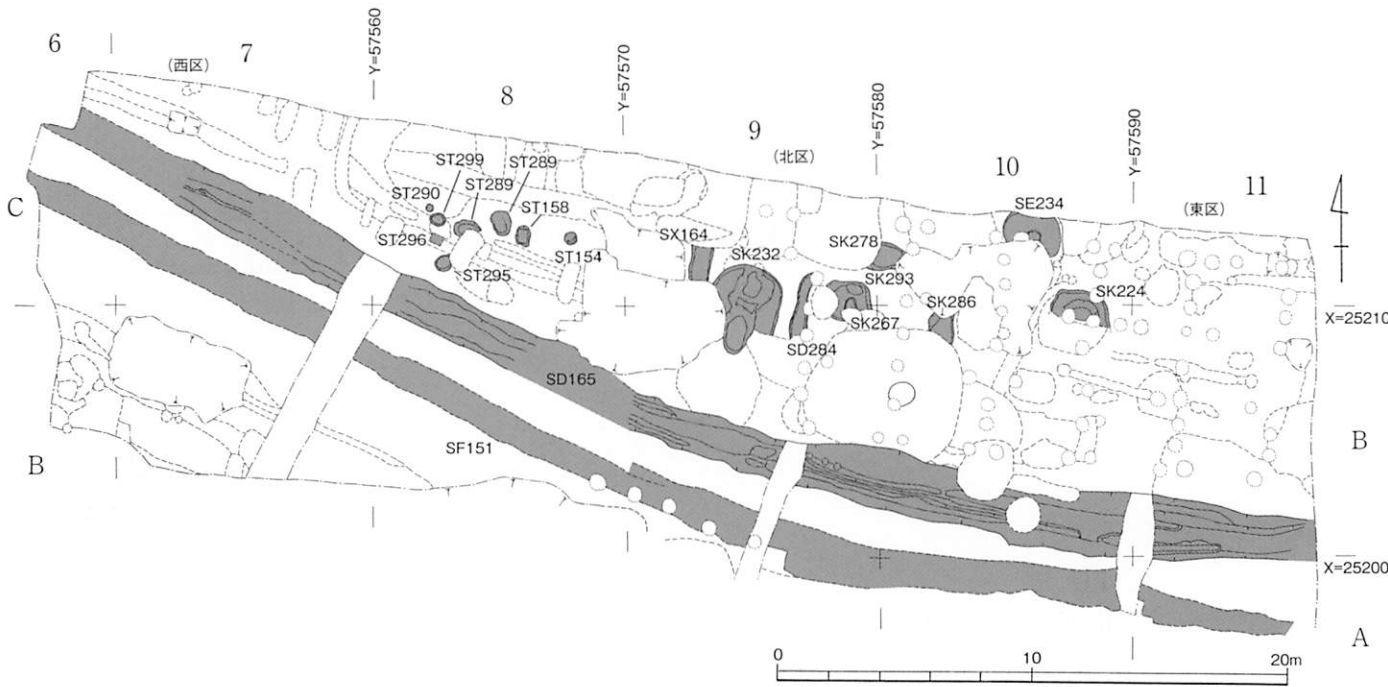 6
7
8
9
10
11
（西区）
（北区）
（東区）
Y=57560
Y=57570
Y=57580
Y=57590
ST299
ST289
ST290
ST289
ST158
ST296
ST295
ST154
SX164
SK232
SK278
SE234
SK293
SK286
SK224
SK267
SD284
X=25210
SD165
SF151
C
B
B
X=25200
A
0
10
20m